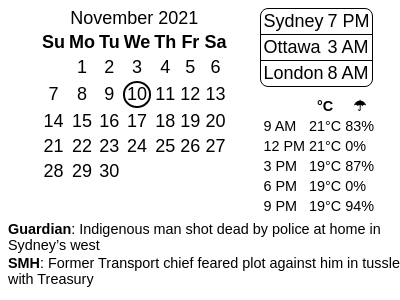 November 2021
Su Mo Tu We Th Fr Sa
1 2 3 4 5 6
7 8 9 10 11 12 13
14 15 16 17 18 19 20
21 22 23 24 25 26 27
28 29 30
Sydney 7 PM
Ottawa 3 AM
London 8 AM
°C ☂
9 AM 21°C 83%
12 PM 21°C 0%
3 PM 19°C 87%
6 PM 19°C 0%
9 PM 19°C 94%
Guardian: Indigenous man shot dead by police at home in
Sydney’s west
SMH: Former Transport chief feared plot against him in tussle
with Treasury